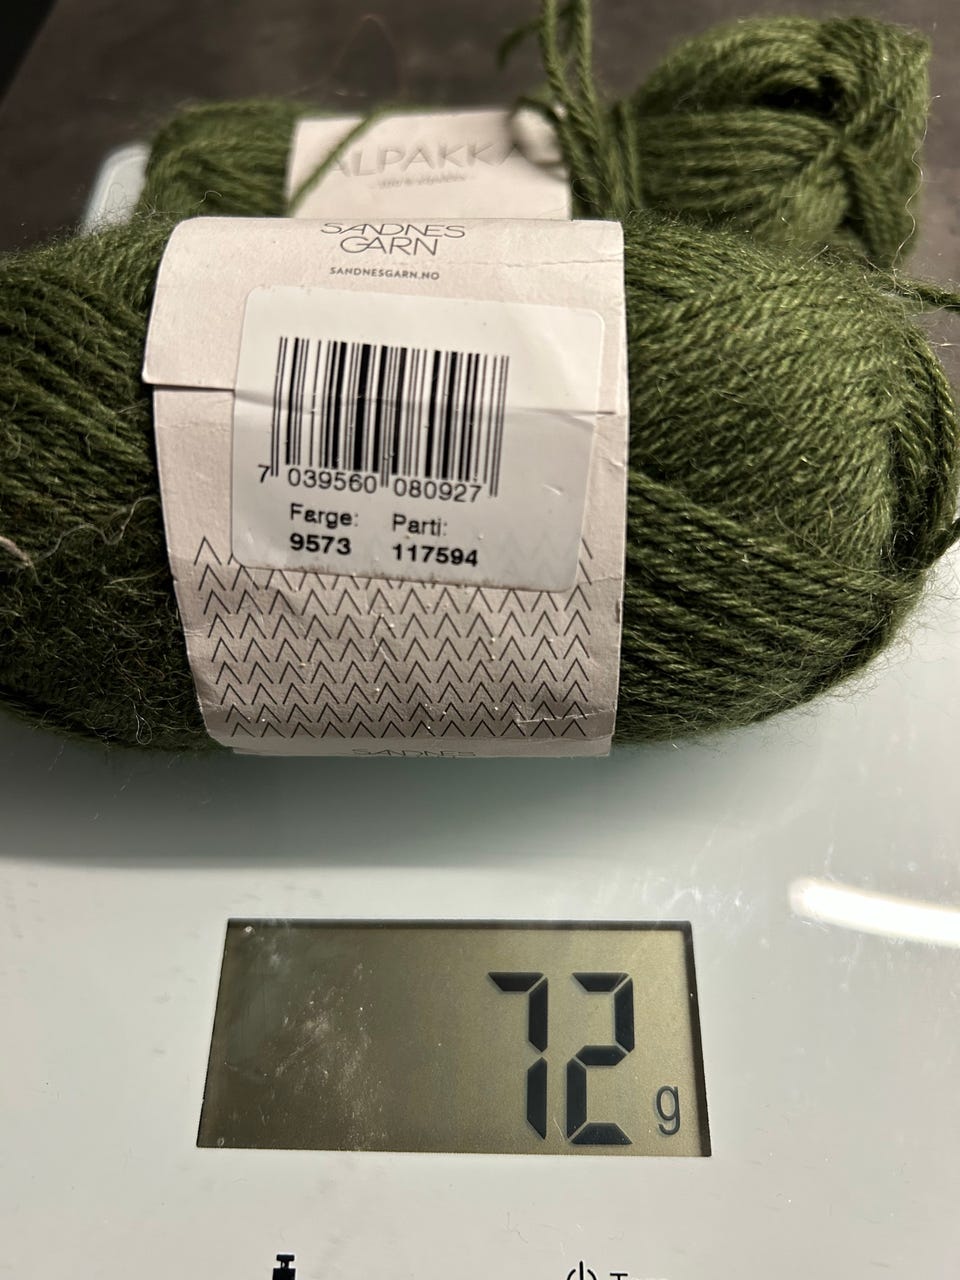 ALPAKKA
SANDNES
GARN
SANDNESGARN.NO
7 039560 080927
Farge: Parti:
9573 117594
SANDNES
72 g